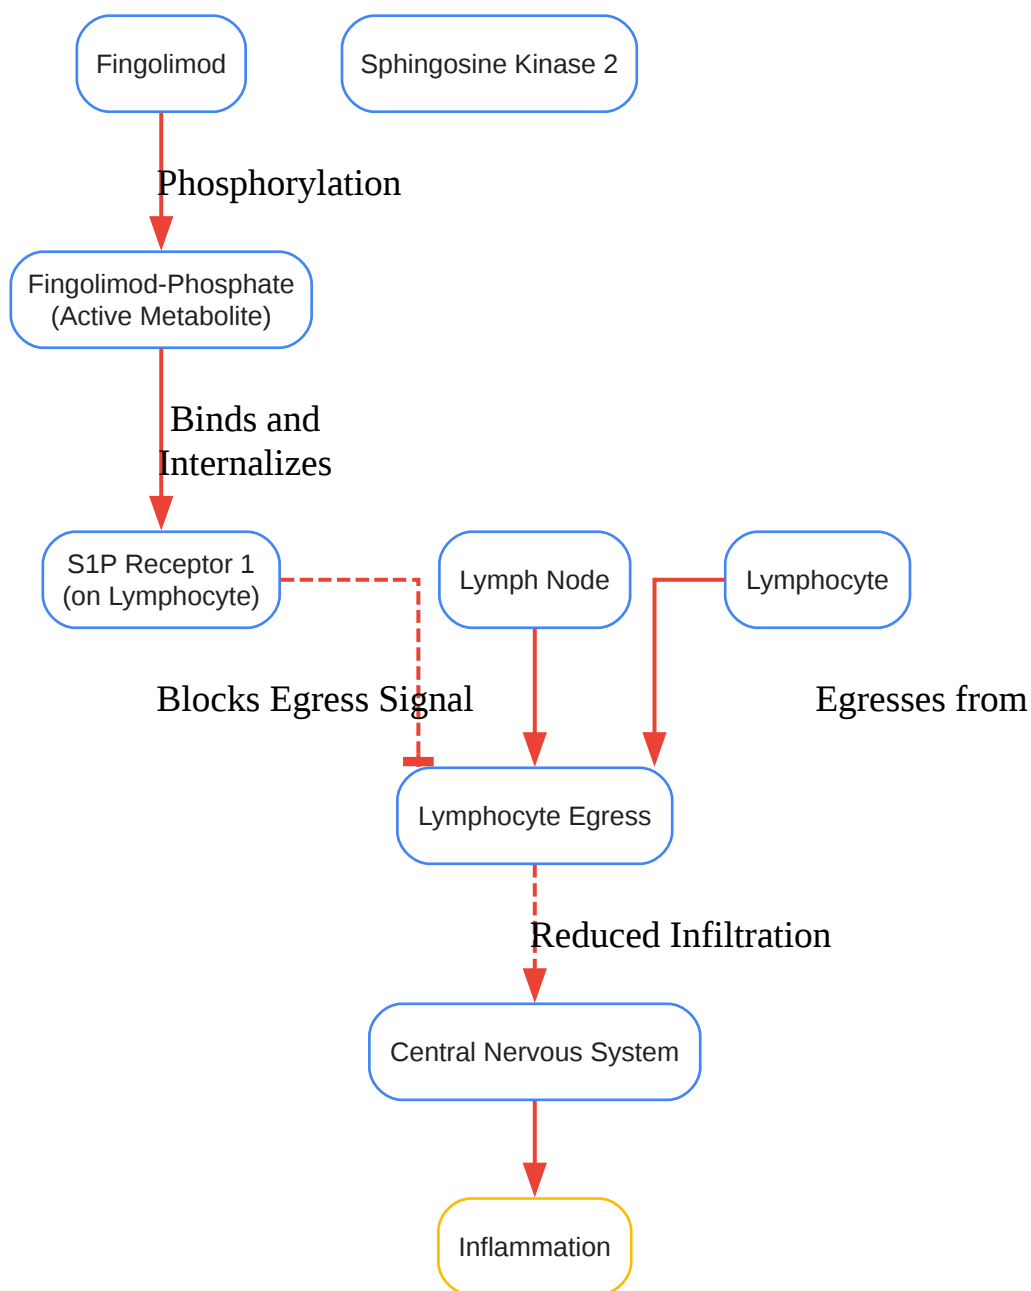 Fingolimod
Sphingosine Kinase 2
Phosphorylation
Fingolimod-Phosphate
(Active Metabolite)
Binds and
Internalizes
S1P Receptor 1
(on Lymphocyte)
Lymph Node
Lymphocyte
Blocks Egress Signal
Egresses from
Lymphocyte Egress
Reduced Infiltration
Central Nervous System
Inflammation